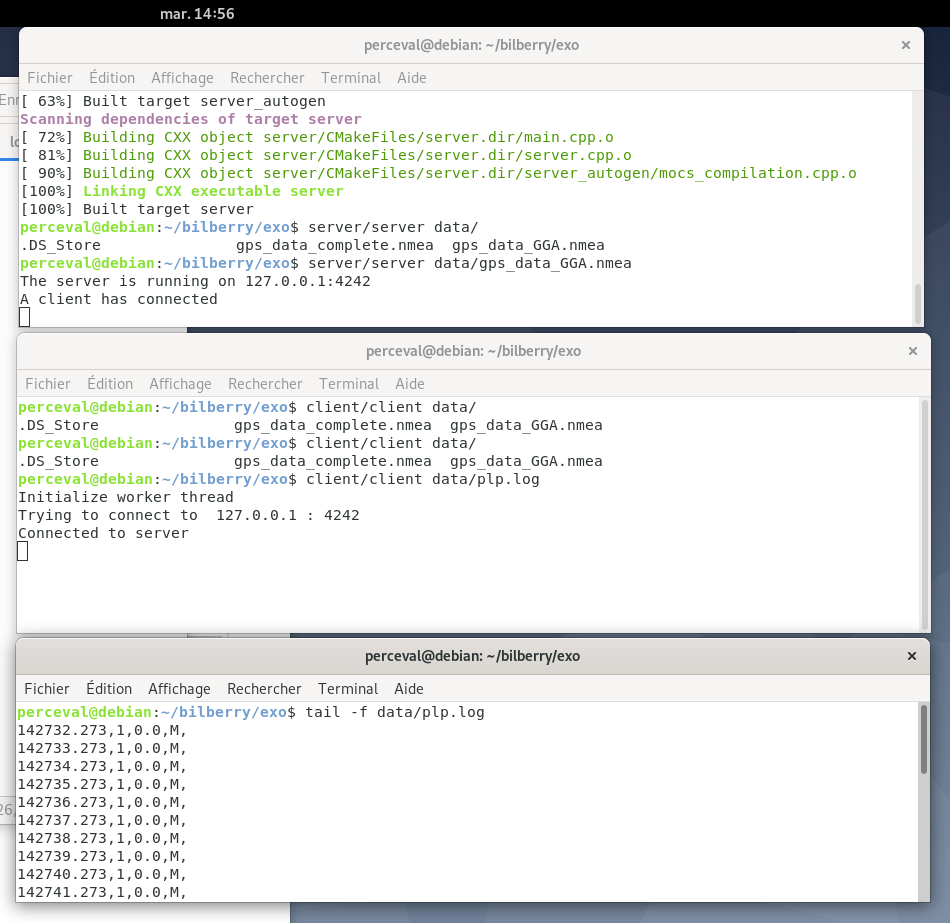 mar. 14:56
perceval@debian: ~/bilberry/exo
Fichier Édition Affichage Rechercher Terminal Aide
[ 63%] Built target server_autogen
Scanning dependencies of target server
[ 72%] Building CXX object server/CMakeFiles/server.dir/main.cpp.o
[ 81%] Building CXX object server/CMakeFiles/server.dir/server.cpp.o
[ 90%] Building CXX object server/CMakeFiles/server.dir/server_autogen/mocs_compilation.cpp.o
[100%] Linking CXX executable server
[100%] Built target server
perceval@debian:~/bilberry/exo$ server/server data/
.DS_Store gps_data_complete.nmea gps_data_GGA.nmea
perceval@debian:~/bilberry/exo$ server/server data/gps_data_GGA.nmea
The server is running on 127.0.0.1:4242
A client has connected
perceval@debian: ~/bilberry/exo
Fichier Édition Affichage Rechercher Terminal Aide
perceval@debian:~/bilberry/exo$ client/client data/
.DS_Store gps_data_complete.nmea gps_data_GGA.nmea
perceval@debian:~/bilberry/exo$ client/client data/
.DS_Store gps_data_complete.nmea gps_data_GGA.nmea
perceval@debian:~/bilberry/exo$ client/client data/plp.log
Initialize worker thread
Trying to connect to  127.0.0.1 : 4242
Connected to server
perceval@debian: ~/bilberry/exo
Fichier Édition Affichage Rechercher Terminal Aide
perceval@debian:~/bilberry/exo$ tail -f data/plp.log
142732.273,1,0.0,M,
142733.273,1,0.0,M,
142734.273,1,0.0,M,
142735.273,1,0.0,M,
142736.273,1,0.0,M,
142737.273,1,0.0,M,
142738.273,1,0.0,M,
142739.273,1,0.0,M,
142740.273,1,0.0,M,
142741.273,1,0.0,M,